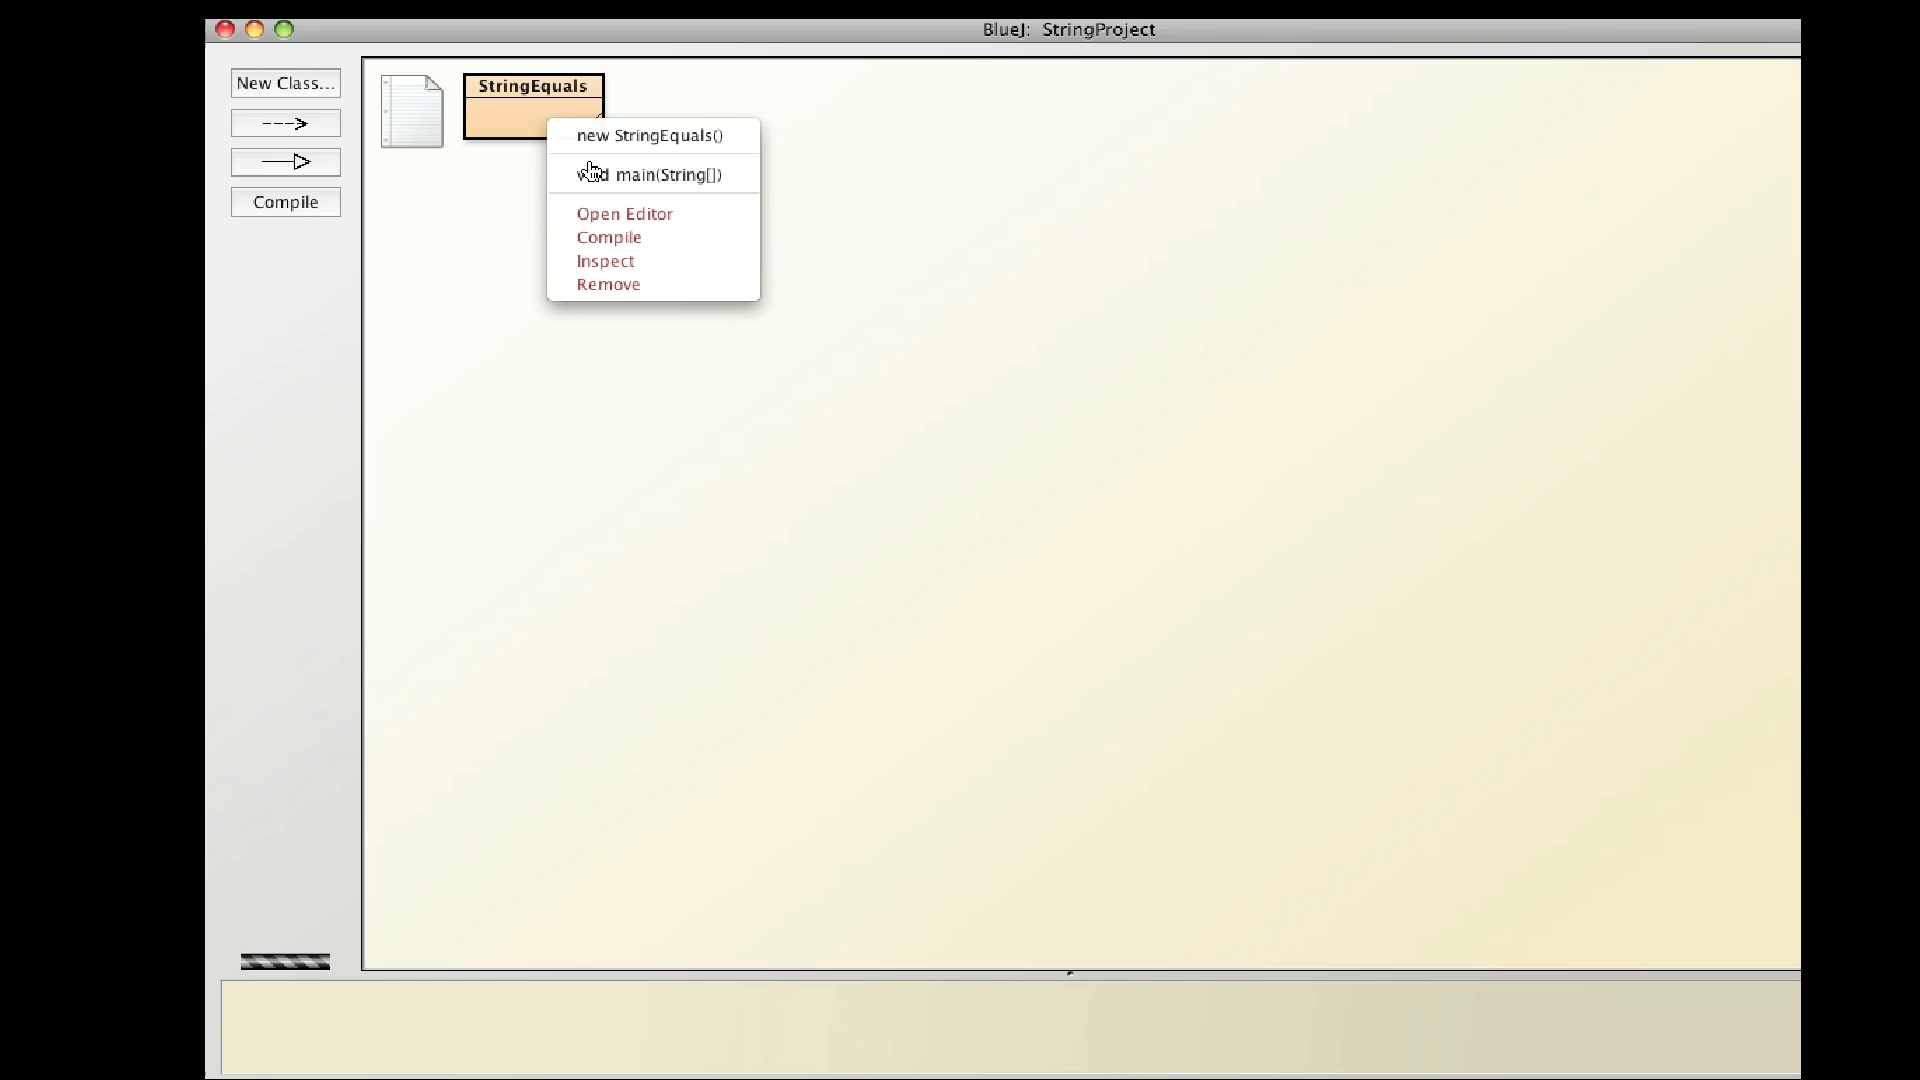 BlueJ: StringProject
New Class...
StringEquals
new StringEquals()
main(String[])
Compile
Open Editor
Compile
Inspect
Remove